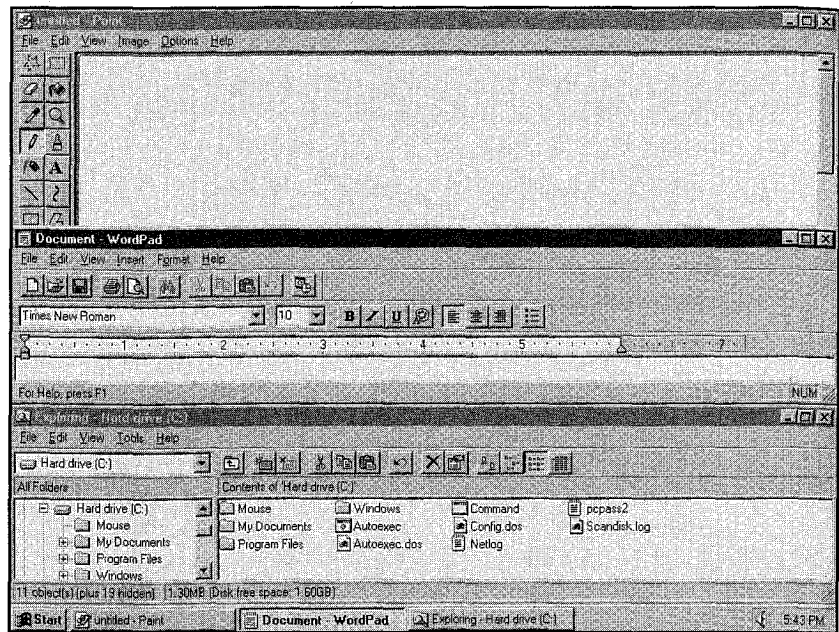 untitled - Paint
File Edit View Image Options Help
A
Document - WordPad
File Edit View Insert Format Help
Times New Roman 10 B I U
1 2 3 4 5 7
For Help, press F1 NUM
Exploring - Hard drive (C:)
File Edit View Tools Help
Hard drive (C:)
All Folders Contents of 'Hard drive (C:)'
Hard drive (C:) Mouse Windows Command pcpass2
Mouse My Documents Autoexec Config.dos Scandisk.log
My Documents Program Files Autoexec.dos Netlog
Program Files
Windows
11 object(s) (plus 19 hidden) 1.30MB (Disk free space: 1.60GB)
Start untitled - Paint Document - WordPad Exploring - Hard drive (C:) 5:43 PM